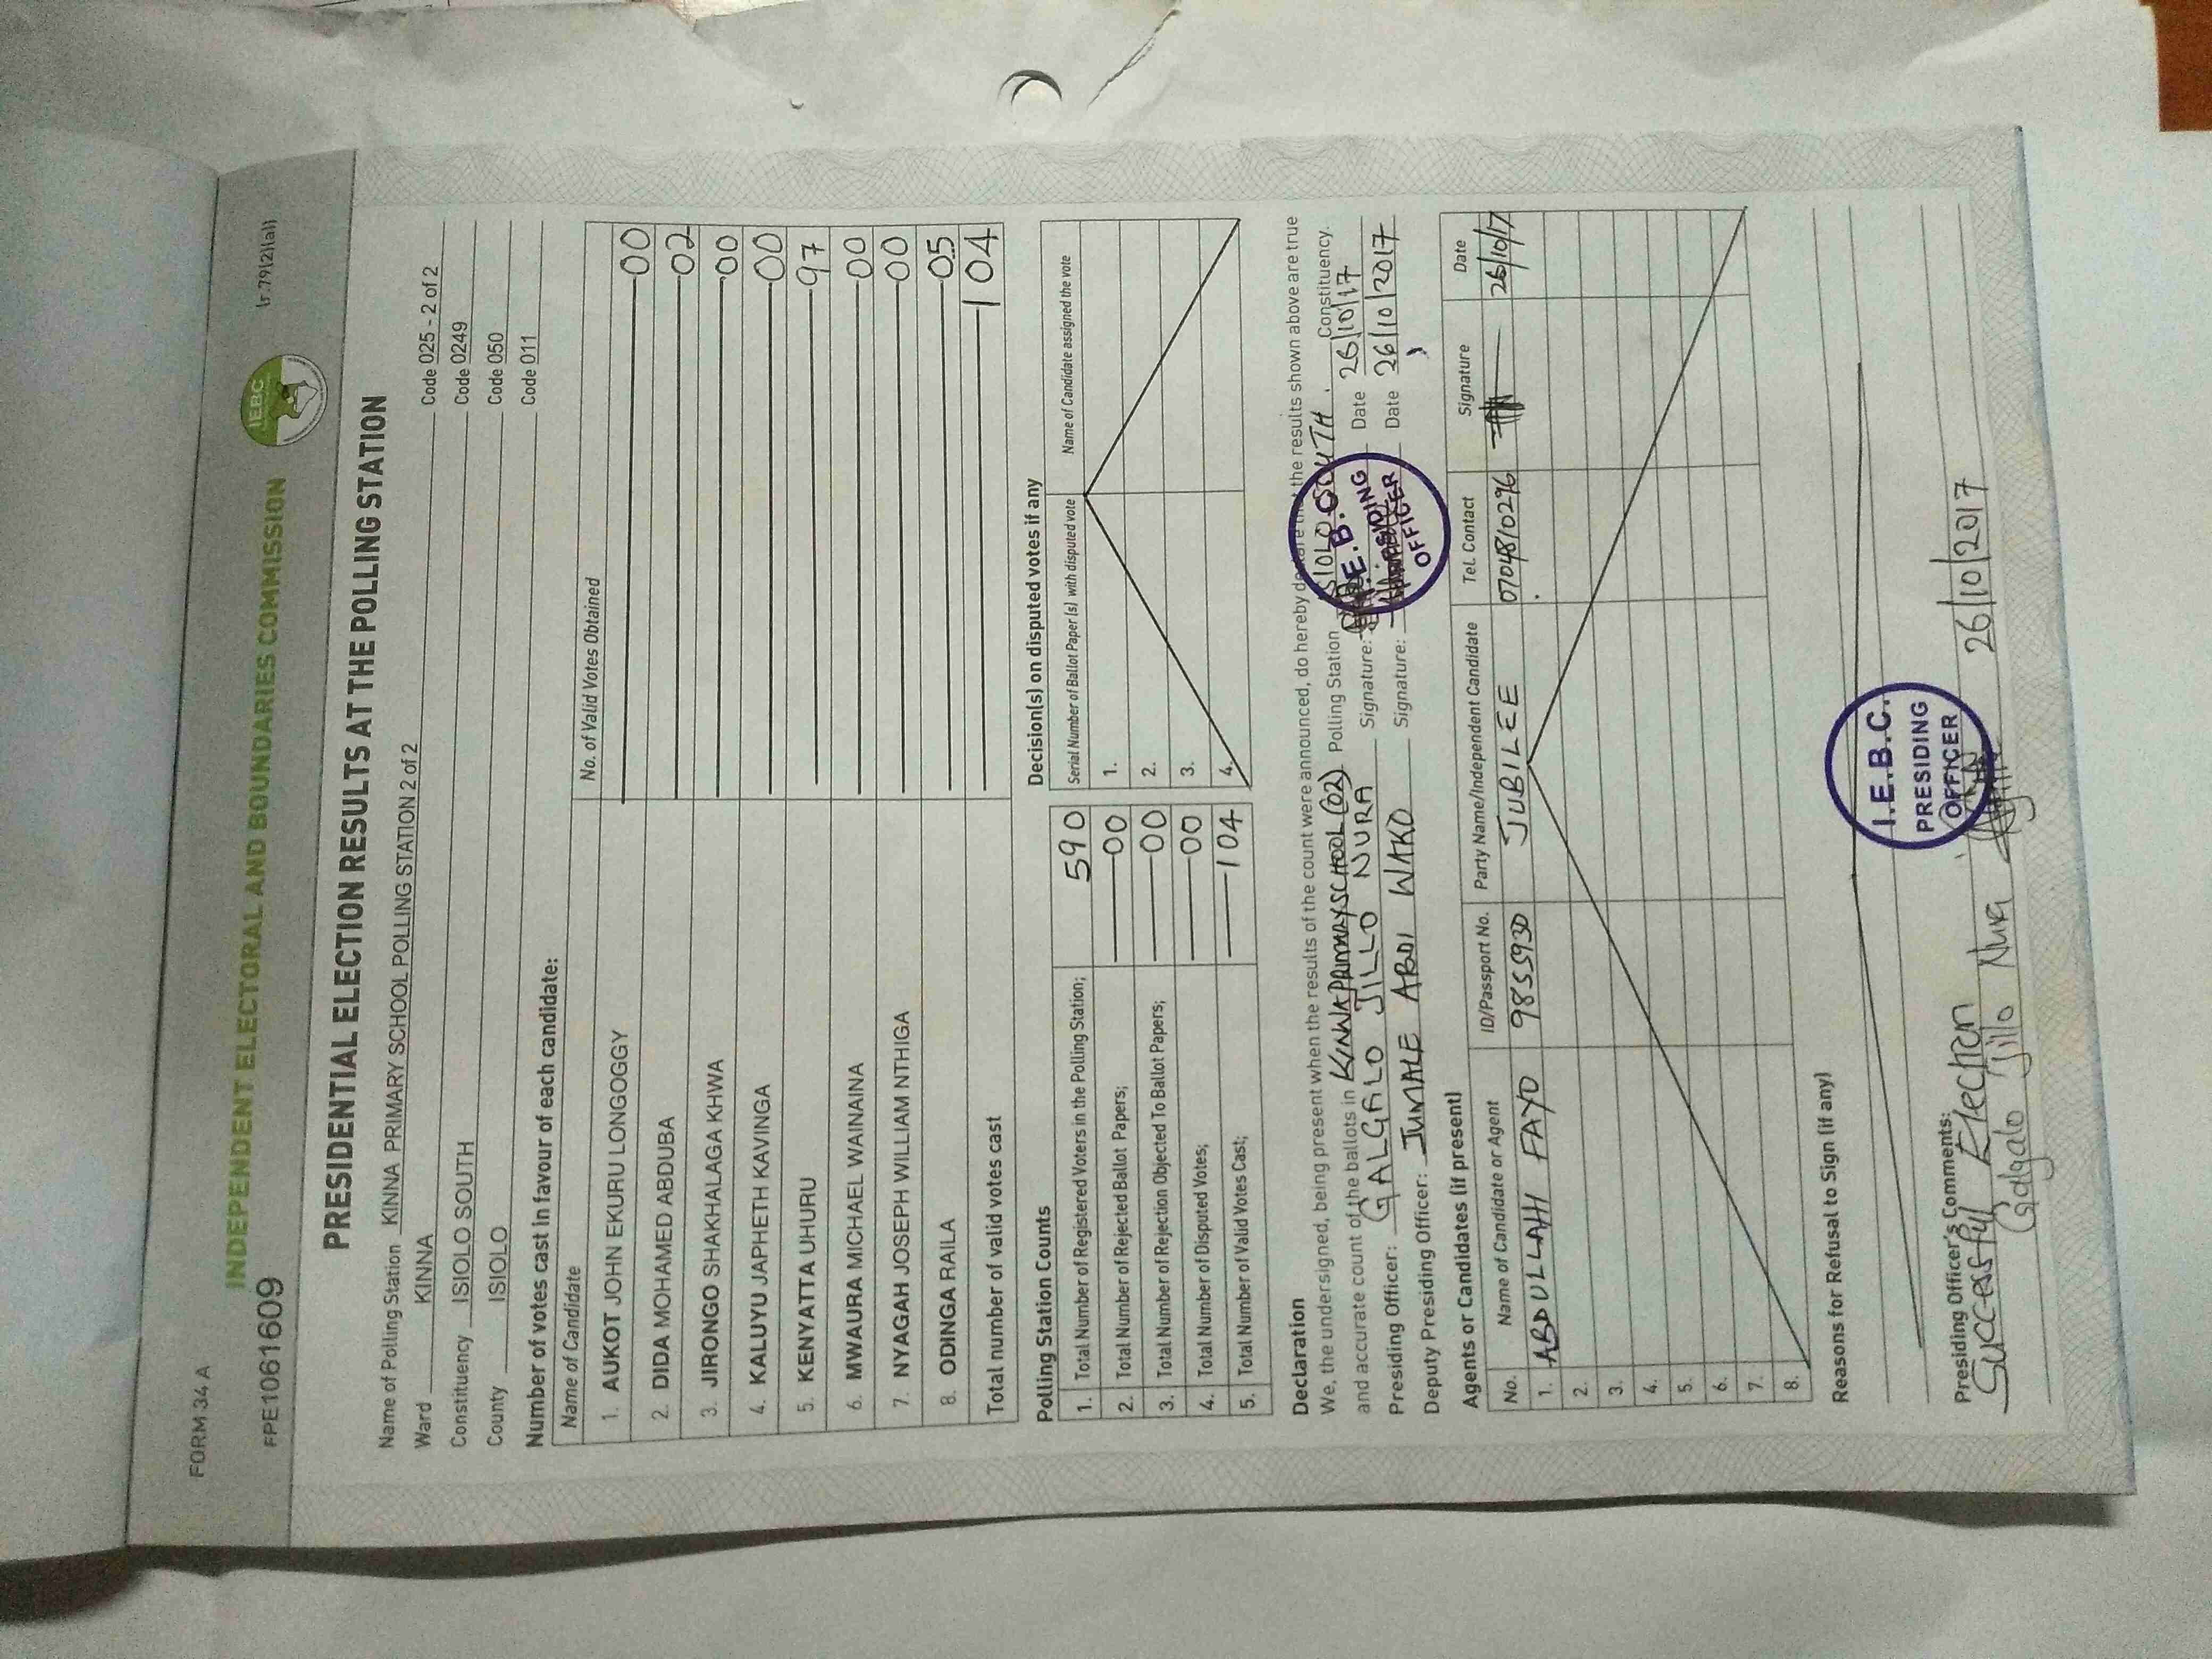 FORM 34 A
(r.79(2)(a))
INDEPENDENT ELECTORAL AND BOUNDARIES COMMISSION
IEBC
FPE1061609
PRESIDENTIAL ELECTION RESULTS AT THE POLLING STATION
Name of Polling Station KINNA PRIMARY SCHOOL POLLING STATION 2 of 2 Code 025 - 2 of 2
Ward KINNA Code 0249
Constituency ISIOLO SOUTH Code 050
County ISIOLO Code 011
Number of votes cast in favour of each candidate:
Name of Candidate No. of Valid Votes Obtained
1. AUKOT JOHN EKURU LONGOGGY 00
2. DIDA MOHAMED ABDUBA 02
3. JIRONGO SHAKHALAGA KHWA 00
4. KALUYU JAPHETH KAVINGA 00
5. KENYATTA UHURU 97
6. MWAURA MICHAEL WAINAINA 00
7. NYAGAH JOSEPH WILLIAM NTHIGA 00
8. ODINGA RAILA 05
Total number of valid votes cast 104
Polling Station Counts
1. Total Number of Registered Voters in the Polling Station; 590
2. Total Number of Rejected Ballot Papers; 00
3. Total Number of Rejection Objected To Ballot Papers; 00
4. Total Number of Disputed Votes; 00
5. Total Number of Valid Votes Cast; 104
Decision(s) on disputed votes if any
Serial Number of Ballot Paper (s) with disputed vote Name of Candidate assigned the vote
1.
2.
3.
4.
Declaration
We, the undersigned, being present when the results of the count were announced, do hereby declare that the results shown above are true
and accurate count of the ballots in KINNA PRIMAYSCHOOL (02) Polling Station ISIOLO SOUTH Constituency.
Presiding Officer: GALGALO JILLO NURA Signature: Date 26/10/17
Deputy Presiding Officer: JUMALE ABDI WAKO Signature: Date 26/10/2017
I.E.B.C.
PRESIDING
OFFICER
Agents or Candidates (if present)
No. Name of Candidate or Agent ID/Passport No. Party Name/Independent Candidate Tel. Contact Signature Date
1. ABDULLAHI FAYO 9855930 JUBILEE 0704810296 26/10/17
2.
3.
4.
5.
6.
7.
8.
Reasons for Refusal to Sign (if any)
I.E.B.C.
PRESIDING
OFFICER
Presiding Officer's Comments:
Successful Election
Galgalo Jillo Nura 26/10/2017